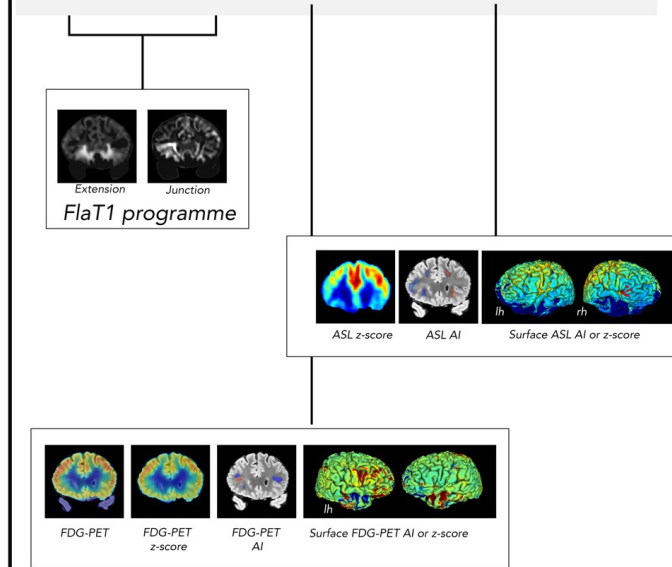 Extension Junction
FlaT1 programme
lh rh
ASL z-score ASL AI Surface ASL AI or z-score
lh
FDG-PET FDG-PET FDG-PET Surface FDG-PET AI or z-score
z-score AI